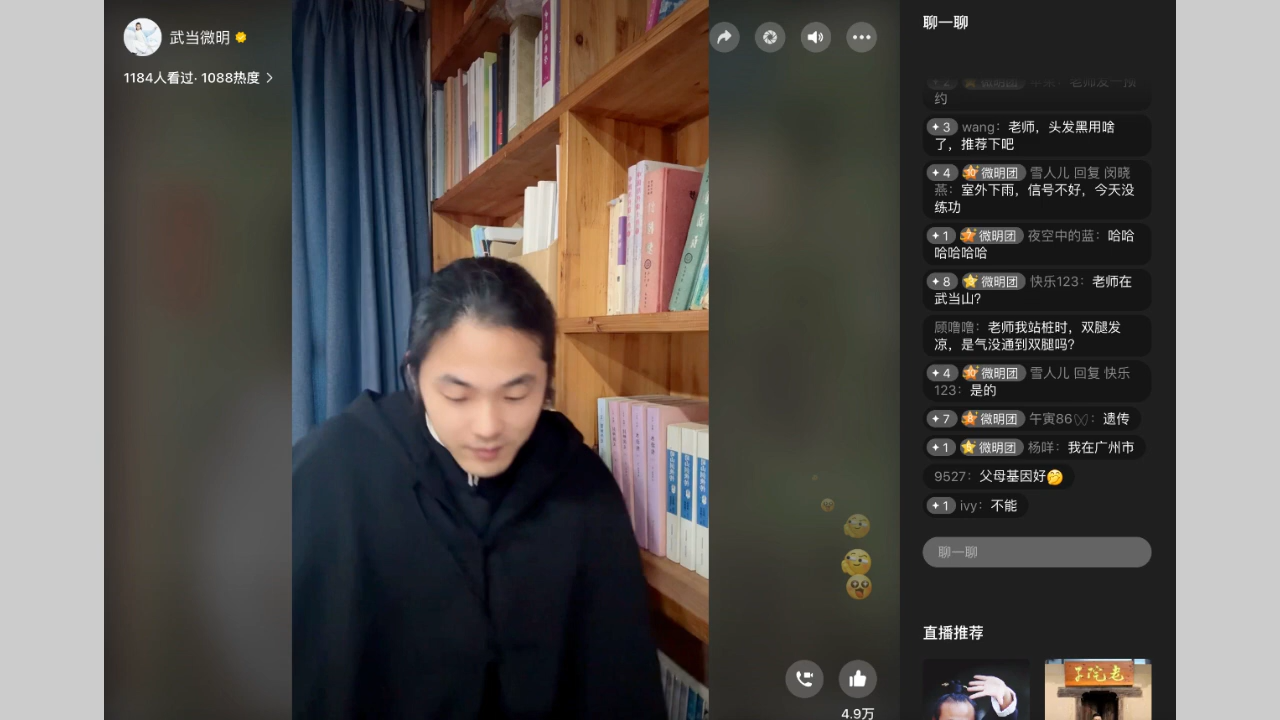 武当微明
1184人看过· 1088热度
聊一聊
约
+3 wang：老师，头发黑用啥
了，推荐下吧
+4 微明团 雪人儿 回复 闵晓
燕：室外下雨，信号不好，今天没
练功
+1 微明团 夜空中的蓝：哈哈
哈哈哈哈
+8 微明团 快乐123：老师在
武当山?
顾噜噜：老师我站桩时，双腿发
凉，是气没通到双腿吗?
+4 微明团 雪人儿 回复 快乐
123：是的
+7 微明团 午寅86：遗传
+1 微明团 杨咩：我在广州市
9527：父母基因好🤭
+1 ivy：不能
聊一聊
直播推荐
4.9万